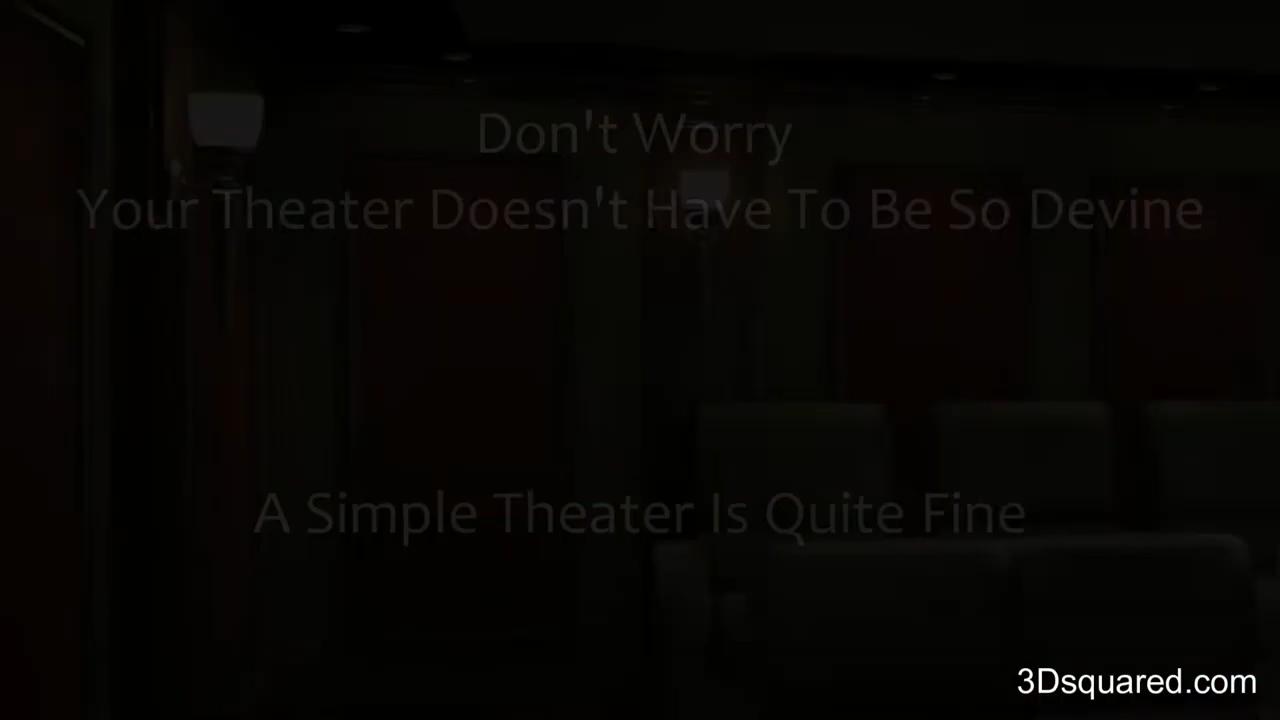 Don't Worry
Your Theater Doesn't Have To Be So Devine
A Simple Theater Is Quite Fine
3Dsquared.com